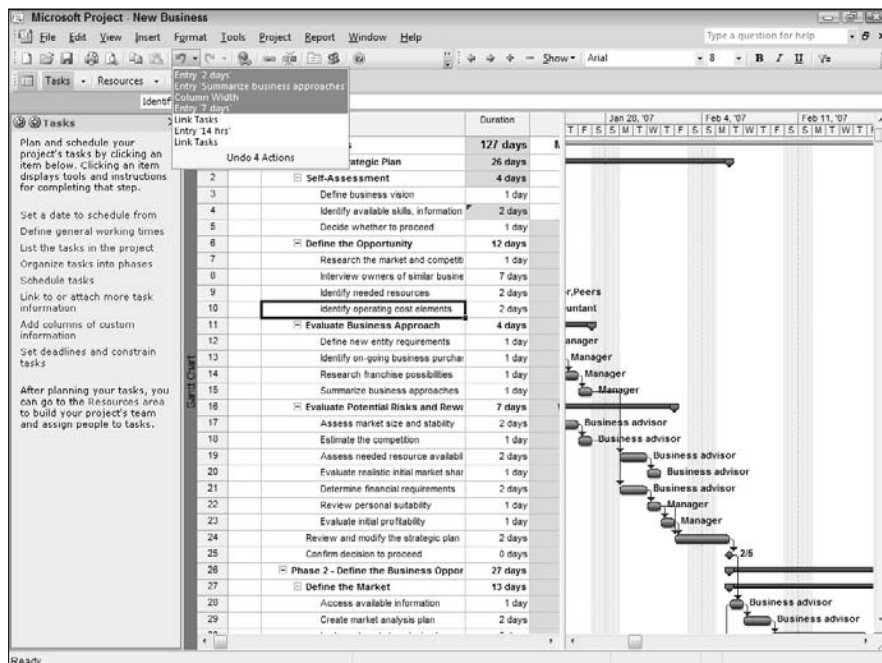 Microsoft Project - New Business
File Edit View Insert Format Tools Project Report Window Help
Type a question for help
Show Arial 8 B I U
Tasks Resources
Entry '2 days'
Entry 'Summarize business approaches'
Column Width
Entry '7 days'
Link Tasks
Entry '14 hrs'
Link Tasks
Undo 4 Actions
Identif
Tasks
Plan and schedule your
project's tasks by clicking an
item below. Clicking an item
displays tools and instructions
for completing that step.
Set a date to schedule from
Define general working times
List the tasks in the project
Organize tasks into phases
Schedule tasks
Link to or attach more task
information
Add columns of custom
information
Set deadlines and constrain
tasks
After planning your tasks, you
can go to the Resources area
to build your project's team
and assign people to tasks.
Gantt Chart
Duration
Jan 28, '07 Feb 4, '07 Feb 11, '07
T F S S M T W T F S S M T W T F S S M T W T F
s 127 days
ategic Plan 26 days
2 Self-Assessment 4 days
3 Define business vision 1 day
4 Identify available skills, information 2 days
5 Decide whether to proceed 1 day
6 Define the Opportunity 12 days
7 Research the market and competiti 1 day
8 Interview owners of similar busine 7 days
9 Identify needed resources 2 days r,Peers
10 Identify operating cost elements 2 days untant
11 Evaluate Business Approach 4 days
12 Define new entity requirements 1 day anager
13 Identify on-going business purchas 1 day Manager
14 Research franchise possibilities 1 day Manager
15 Summarize business approaches 1 day Manager
16 Evaluate Potential Risks and Rewa 7 days
17 Assess market size and stability 2 days Business advisor
18 Estimate the competition 1 day Business advisor
19 Assess needed resource availabil 2 days Business advisor
20 Evaluate realistic initial market shar 1 day Business advisor
21 Determine financial requirements 2 days Business advisor
22 Review personal suitability 1 day Manager
23 Evaluate initial profitability 1 day Manager
24 Review and modify the strategic plan 2 days
25 Confirm decision to proceed 0 days 2/5
26 Phase 2 - Define the Business Oppor 27 days
27 Define the Market 13 days
28 Access available information 1 day Business advisor
29 Create market analysis plan 2 days Business advisor
Ready